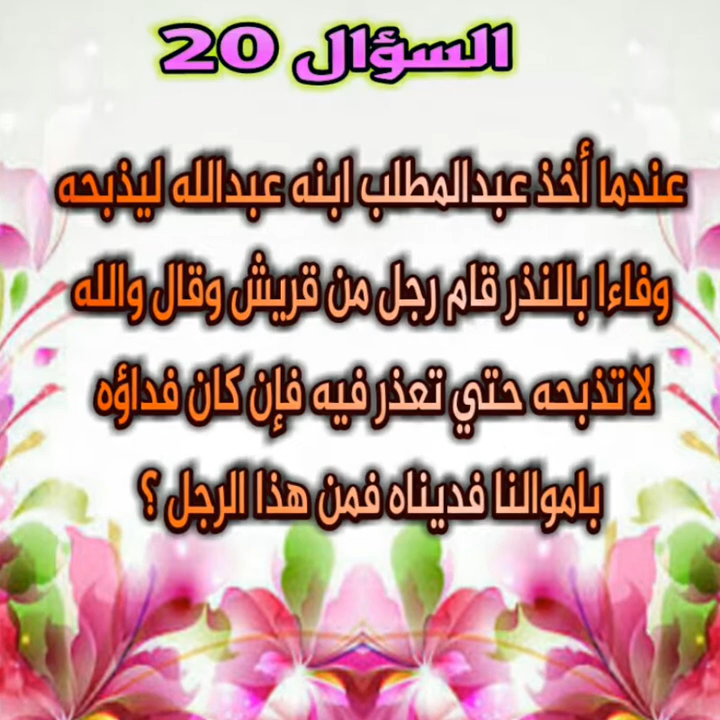 السؤال 20
عندما أخذ عبدالمطلب ابنه عبدالله ليذبحه
وفاءا بالنذر قام رجل من قريش وقال والله
لا تذبحه حتي تعذر فيه فإن كان فداؤه
باموالنا فديناه فمن هذا الرجل ؟